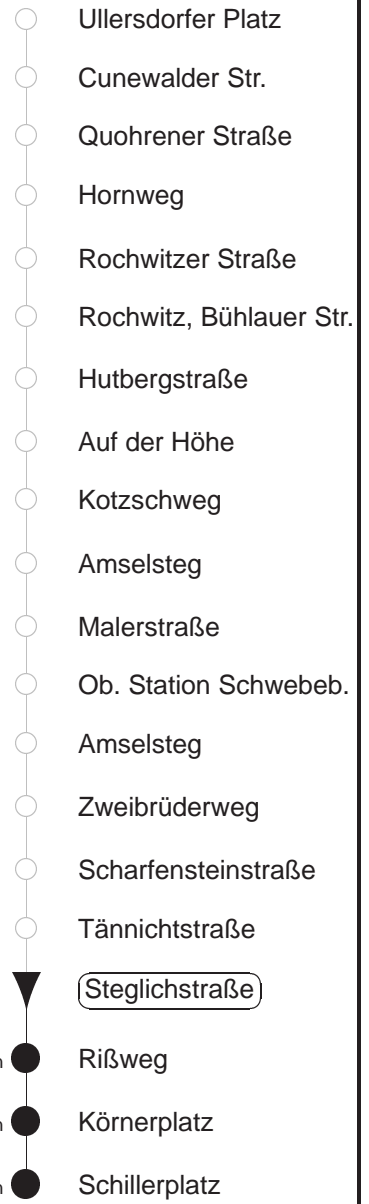 Ullersdorfer Platz
Cunewalder Str.
Quohrener Straße
Hornweg
Rochwitzer Straße
Rochwitz, Bühlauer Str.
Hutbergstraße
Auf der Höhe
Kotzschweg
Amselsteg
Malerstraße
Ob. Station Schwebeb.
Amselsteg
Zweibrüderweg
Scharfensteinstraße
Tännichtstraße
Steglichstraße
Rißweg
Körnerplatz
Schillerplatz